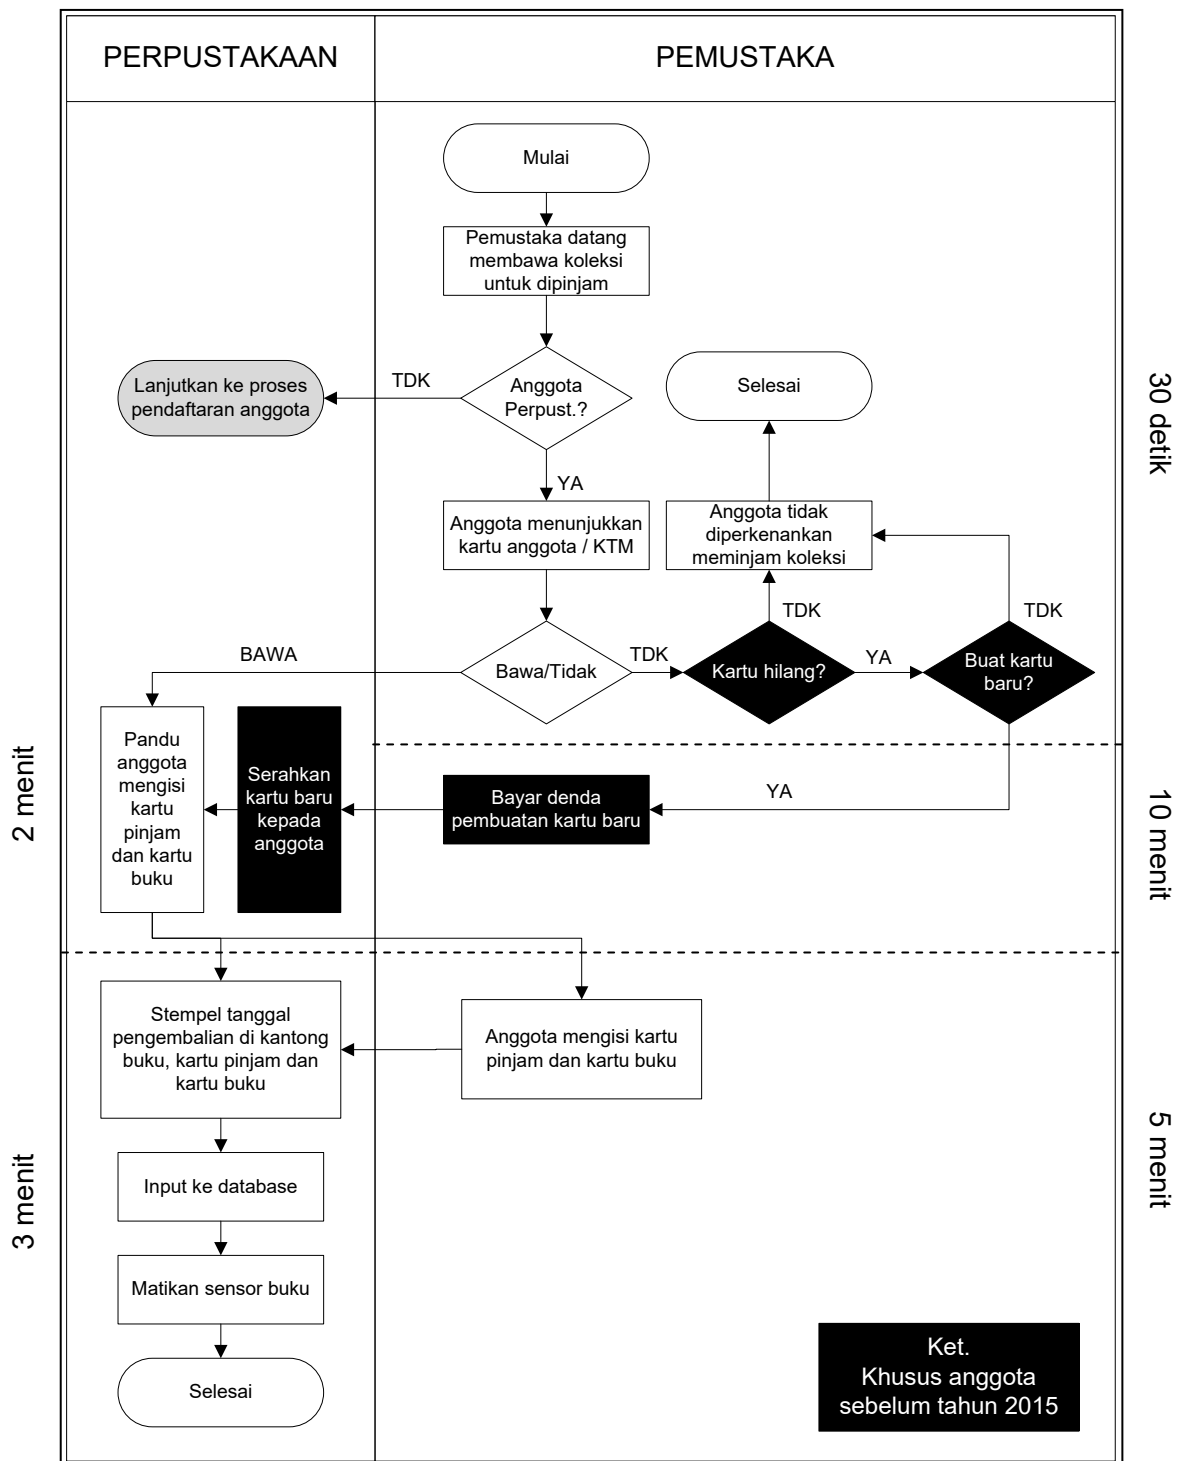 PERPUSTAKAAN
PEMUSTAKA
Mulai
Pemustaka datang
membawa koleksi
untuk dipinjam
Lanjutkan ke proses
pendaftaran anggota
TDK
Anggota
Perpust.?
Selesai
30 detik
YA
Anggota menunjukkan
kartu anggota / KTM
Anggota tidak
diperkenankan
meminjam koleksi
TDK
TDK
BAWA
Bawa/Tidak
TDK
Kartu hilang?
YA
Buat kartu
baru?
2 menit
Pandu
anggota
mengisi
kartu
pinjam
dan kartu
buku
Serahkan
kartu baru
kepada
anggota
Bayar denda
pembuatan kartu baru
YA
10 menit
Stempel tanggal
pengembalian di kantong
buku, kartu pinjam dan
kartu buku
Anggota mengisi kartu
pinjam dan kartu buku
5 menit
3 menit
Input ke database
Matikan sensor buku
Selesai
Ket.
Khusus anggota
sebelum tahun 2015